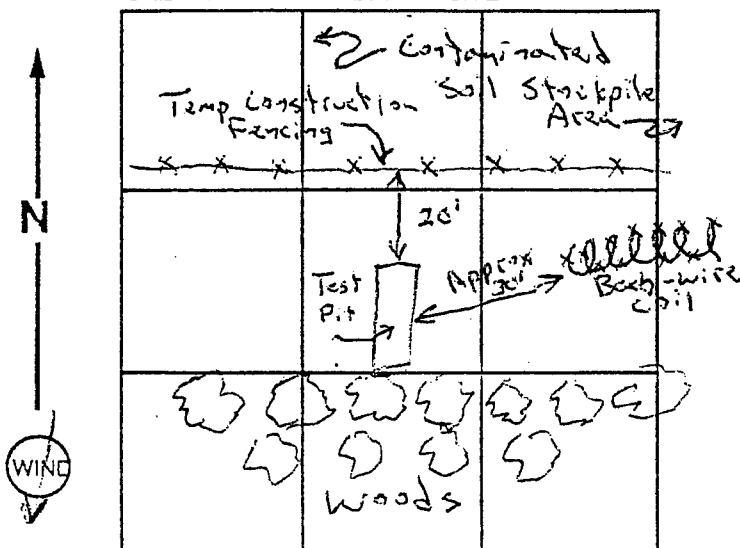 Contaminated
Soil Stockpile
Area
Temp Construction
Fencing
N
20'
Approx
30'
Test
Pit
Barb-wire
Coil
WIND
Woods